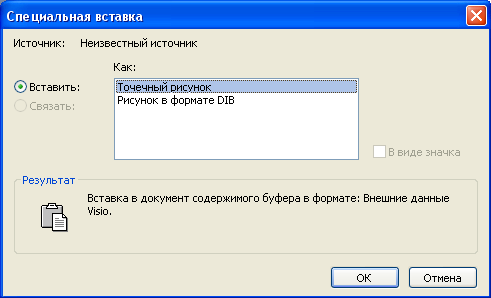 Специальная вставка
Источник: Неизвестный источник
Как:
Вставить:
Связать:
Точечный рисунок
Рисунок в формате DIB
В виде значка
Результат
Вставка в документ содержимого буфера в формате: Внешние данные
Visio.
ОК
Отмена